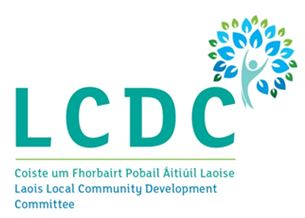 LCDC
Coiste um Fhorbairt Pobail Áitiúil Laoise
Laois Local Community Development
Committee